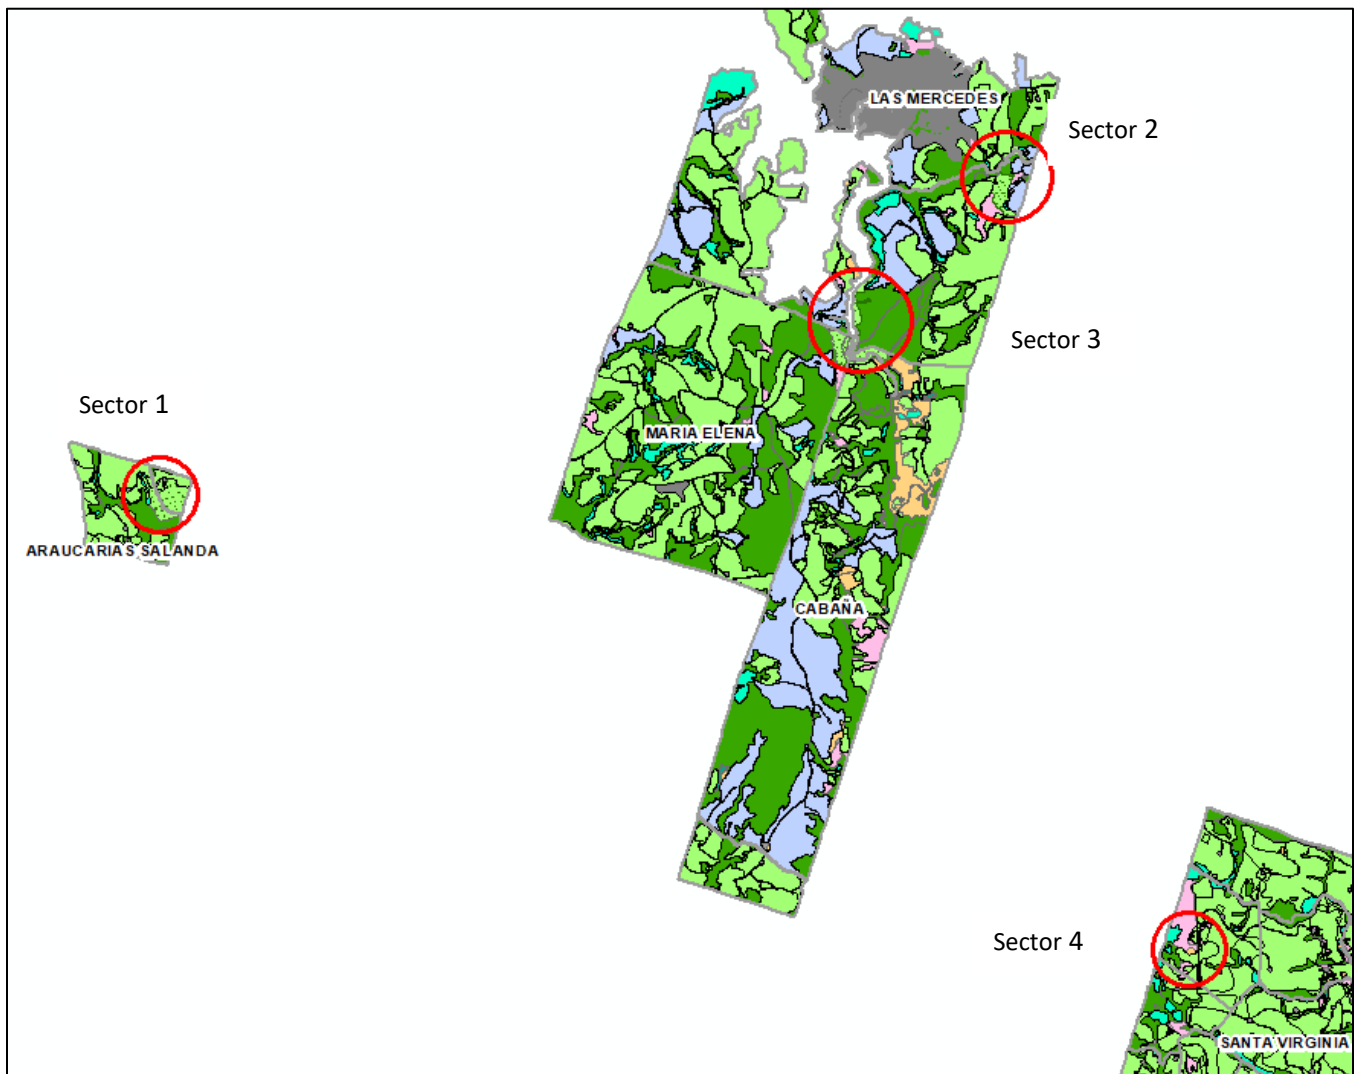 LAS MERCEDES
Sector 2
Sector 3
Sector 1
MARIA ELENA
ARAUCARIAS SALANDA
CABAÑA
Sector 4
SANTA VIRGINIA